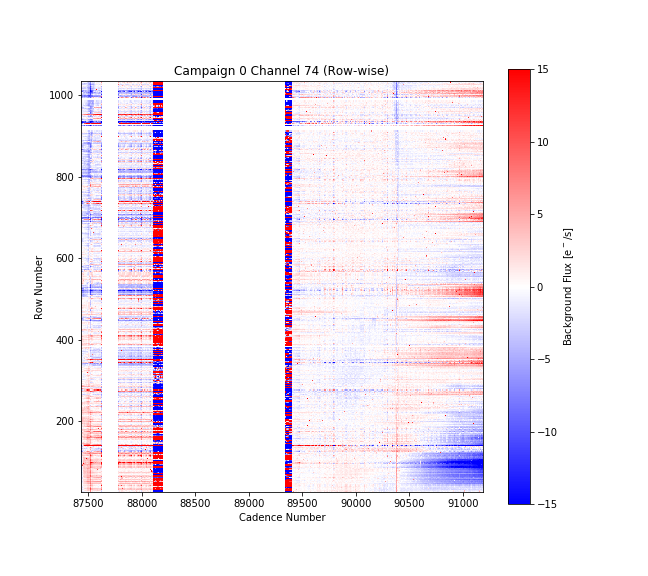 Campaign 0 Channel 74 (Row-wise)
1000
800
600
400
200
Row Number
87500 88000 88500 89000 89500 90000 90500 91000
Cadence Number
15
10
5
0
−5
−10
−15
Background Flux [e⁻/s]